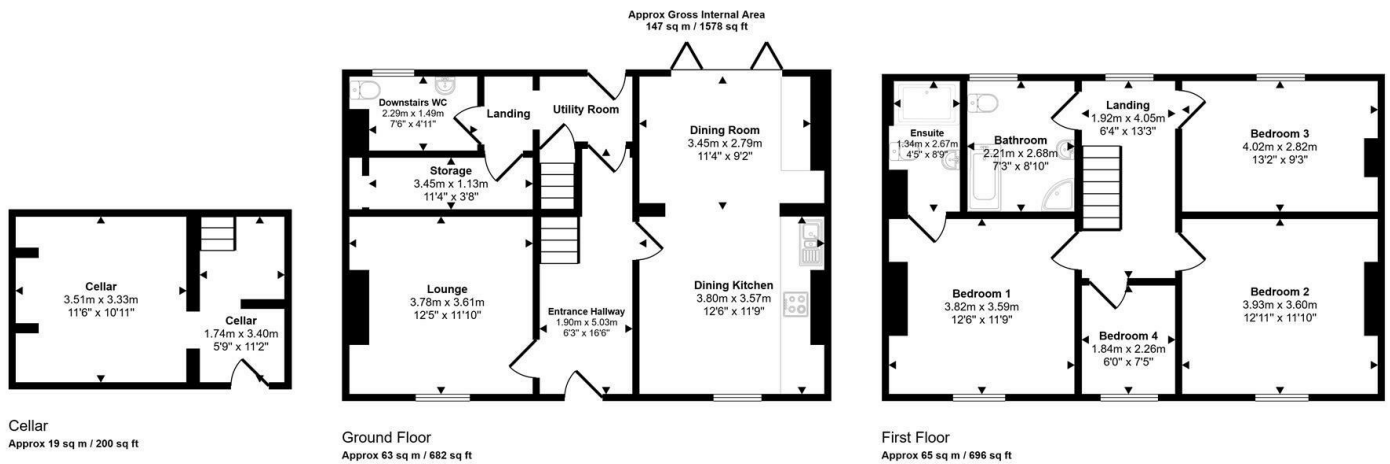 Approx Gross Internal Area
147 sq m / 1578 sq ft
Cellar
3.51m x 3.33m
11'6" x 10'11"
Cellar
1.74m x 3.40m
5'9" x 11'2"
Cellar
Approx 19 sq m / 200 sq ft
Downstairs WC
2.29m x 1.49m
7'6" x 4'11"
Landing
Utility Room
Storage
3.45m x 1.13m
11'4" x 3'8"
Dining Room
3.45m x 2.79m
11'4" x 9'2"
Lounge
3.78m x 3.61m
12'5" x 11'10"
Entrance Hallway
1.90m x 5.03m
6'3" x 16'6"
Dining Kitchen
3.80m x 3.57m
12'6" x 11'9"
Ground Floor
Approx 63 sq m / 682 sq ft
Ensuite
1.34m x 2.67m
4'5" x 8'9"
Bathroom
2.21m x 2.68m
7'3" x 8'10"
Landing
1.92m x 4.05m
6'4" x 13'3"
Bedroom 3
4.02m x 2.82m
13'2" x 9'3"
Bedroom 1
3.82m x 3.59m
12'6" x 11'9"
Bedroom 4
1.84m x 2.26m
6'0" x 7'5"
Bedroom 2
3.93m x 3.60m
12'11" x 11'10"
First Floor
Approx 65 sq m / 696 sq ft